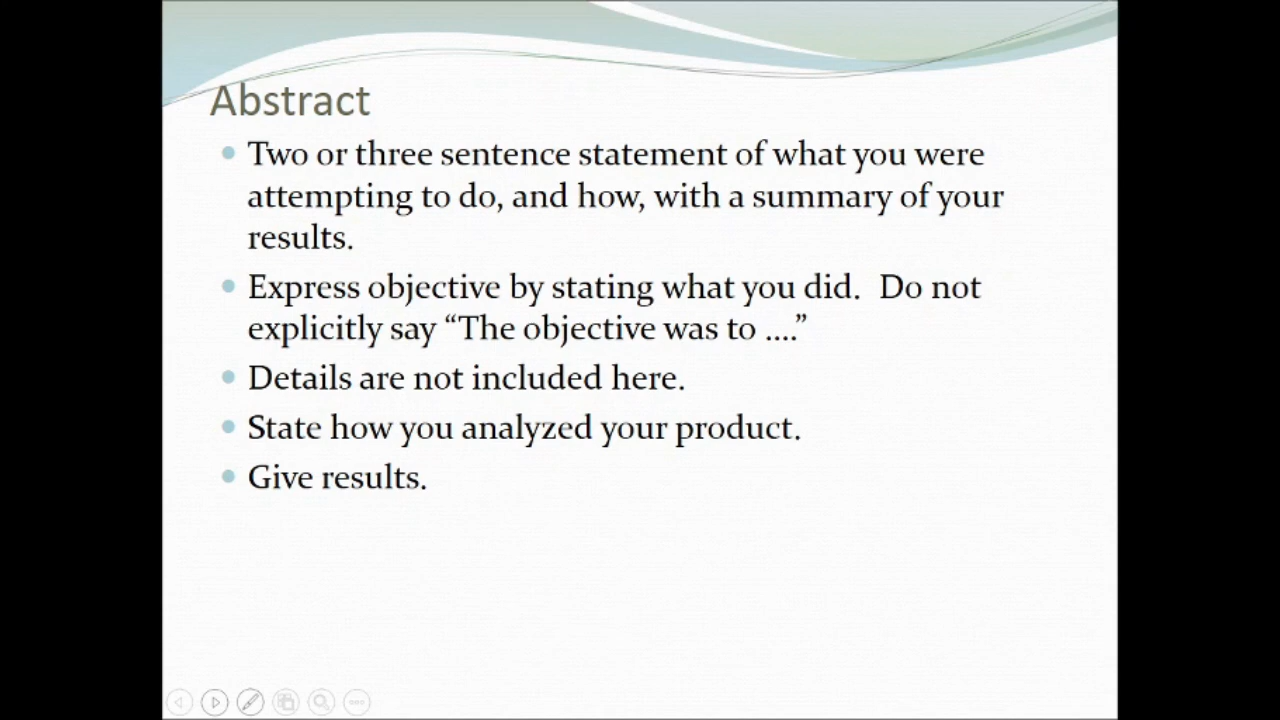 Abstract
Two or three sentence statement of what you were
attempting to do, and how, with a summary of your
results.
Express objective by stating what you did.  Do not
explicitly say “The objective was to ....”
Details are not included here.
State how you analyzed your product.
Give results.